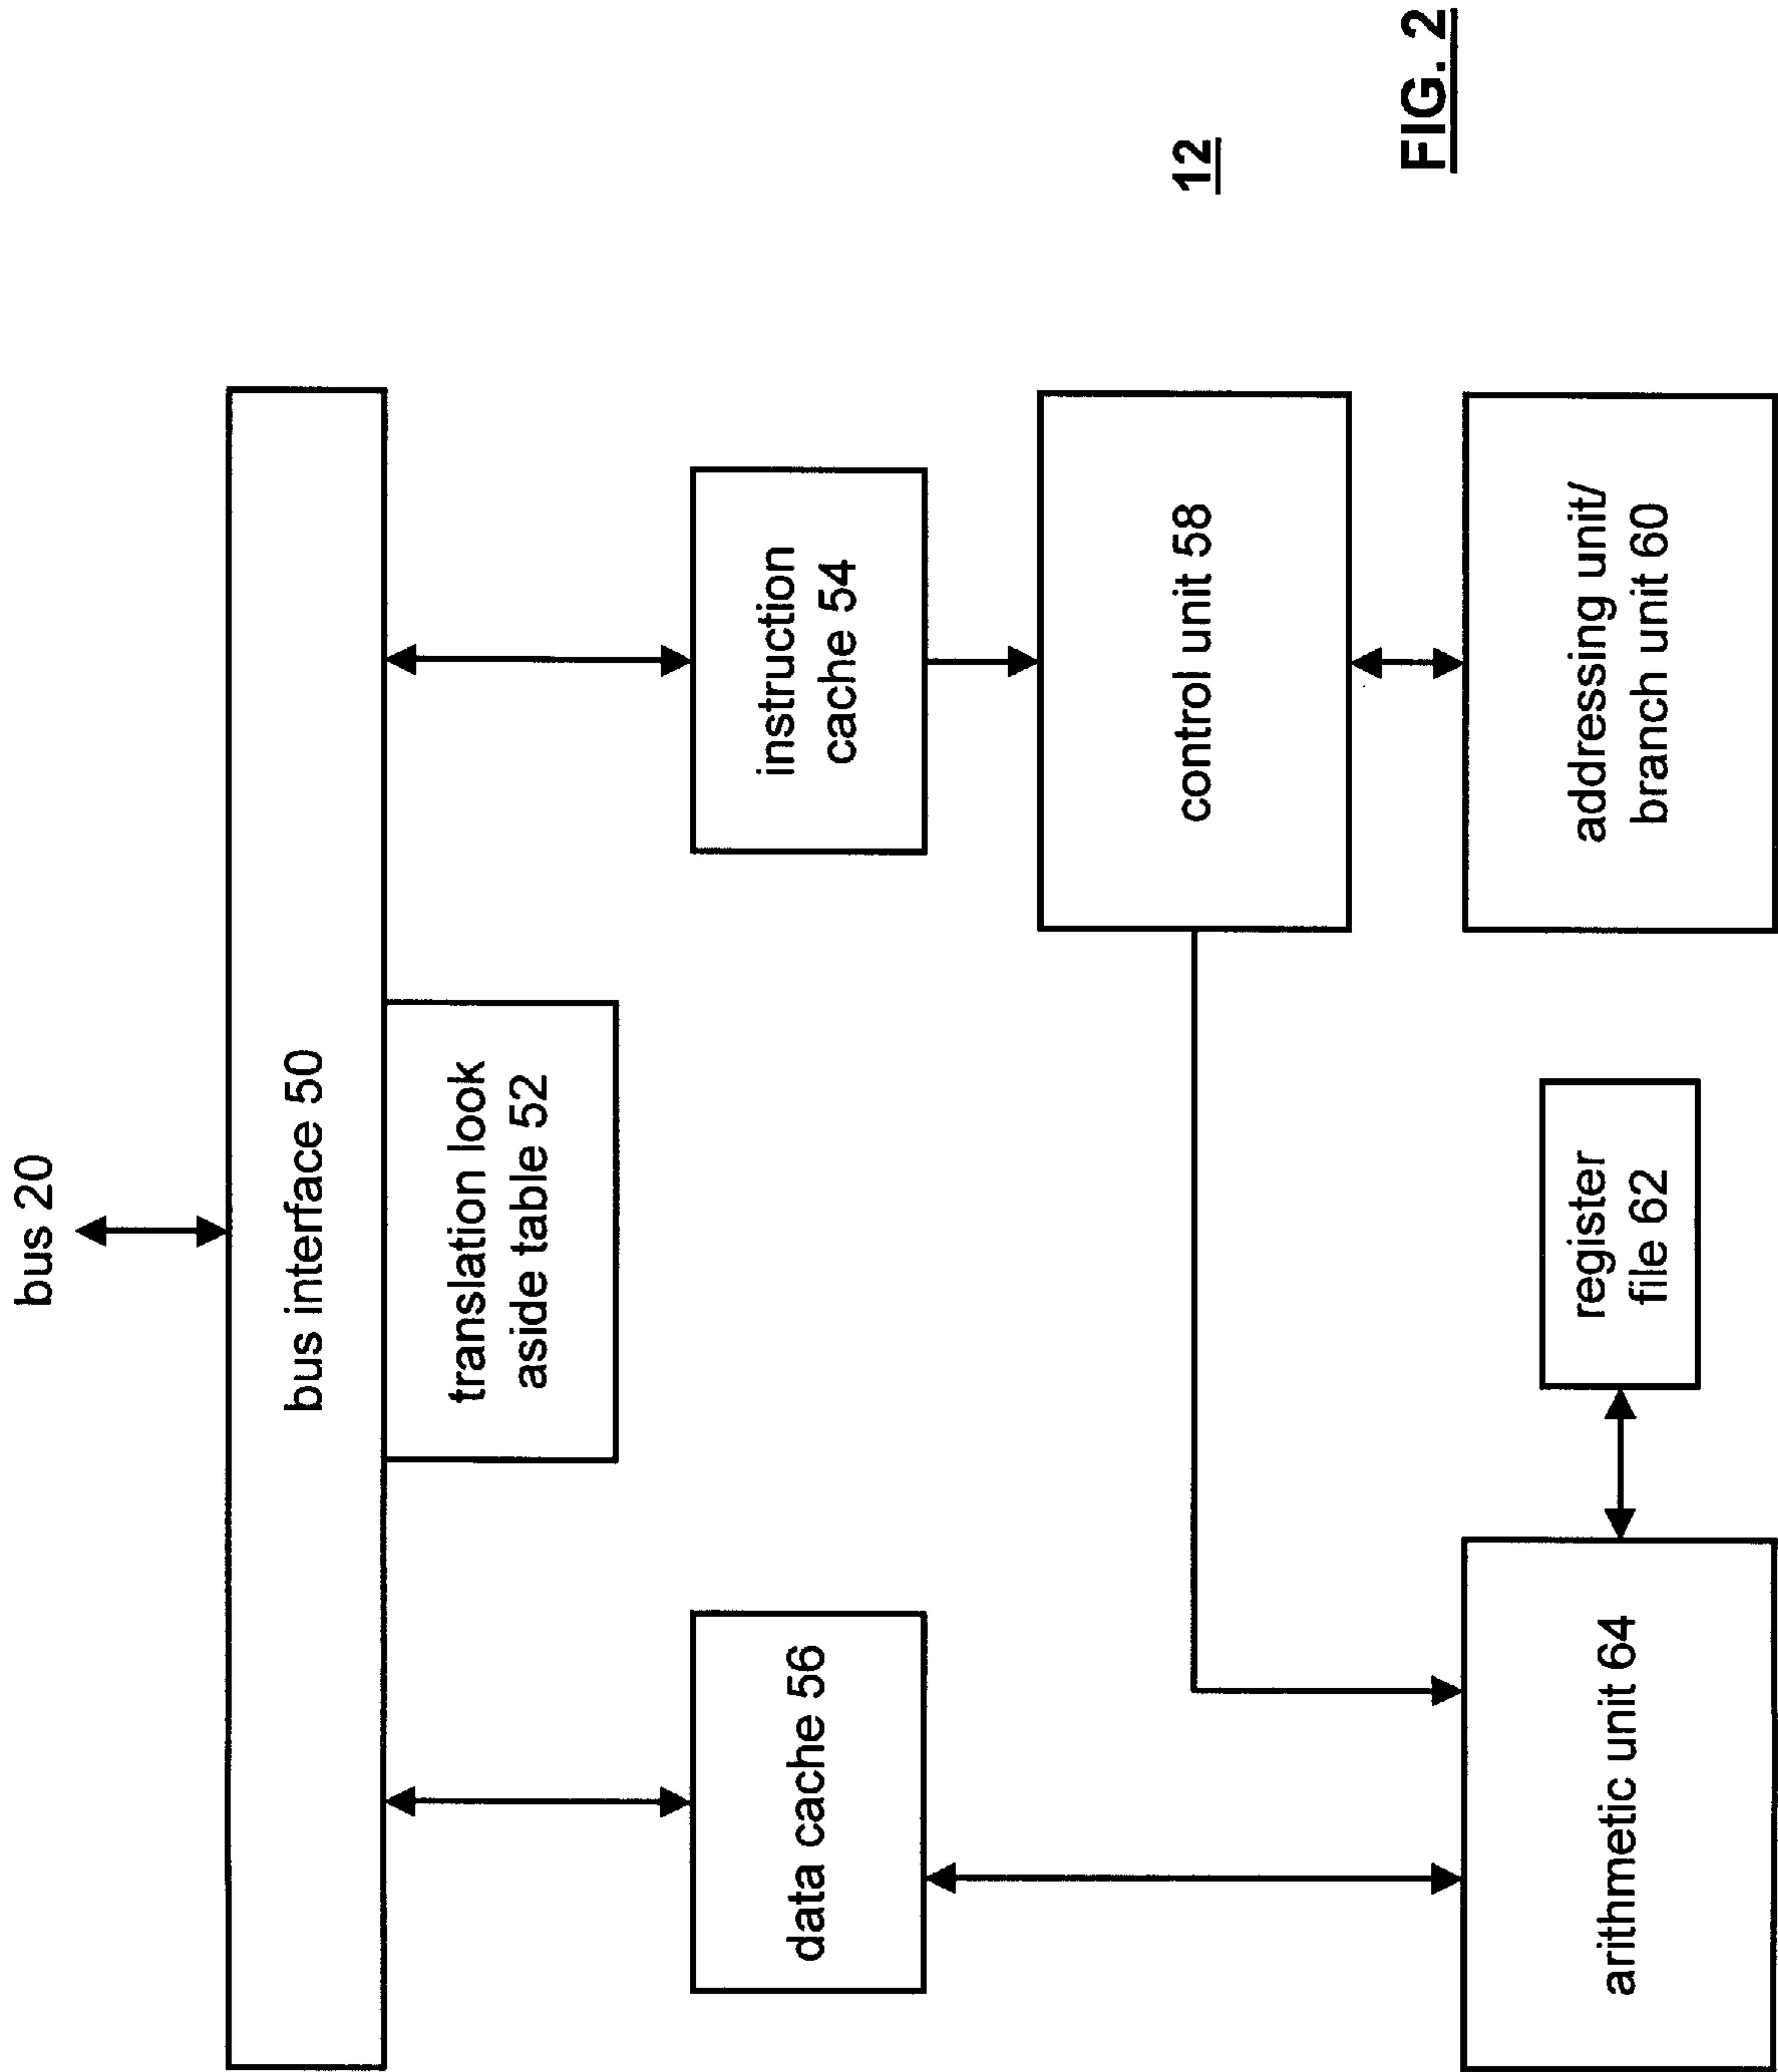 bus 20
bus interface 50
translation look
aside table 52
data cache 56
instruction
cache 54
control unit 58
12
arithmetic unit 64
register
file 62
addressing unit/
branch unit 60
FIG. 2